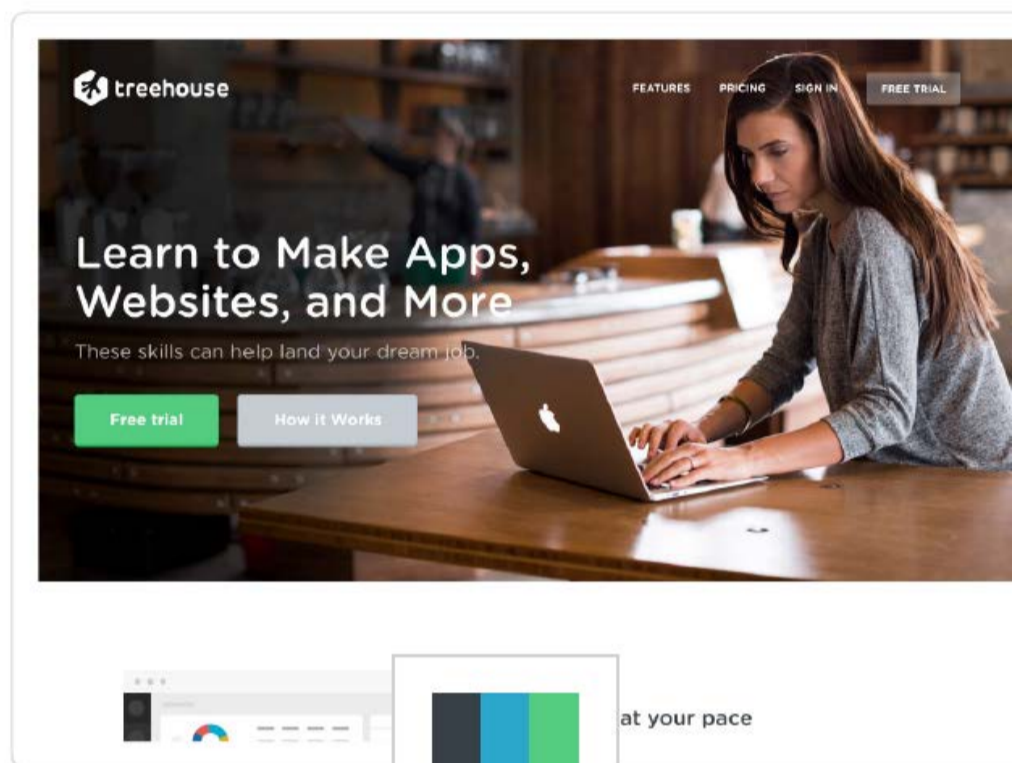 treehouse
FEATURES PRICING SIGN IN FREE TRIAL
Learn to Make Apps,
Websites, and More
These skills can help land your dream job.
Free trial How it Works
at your pace